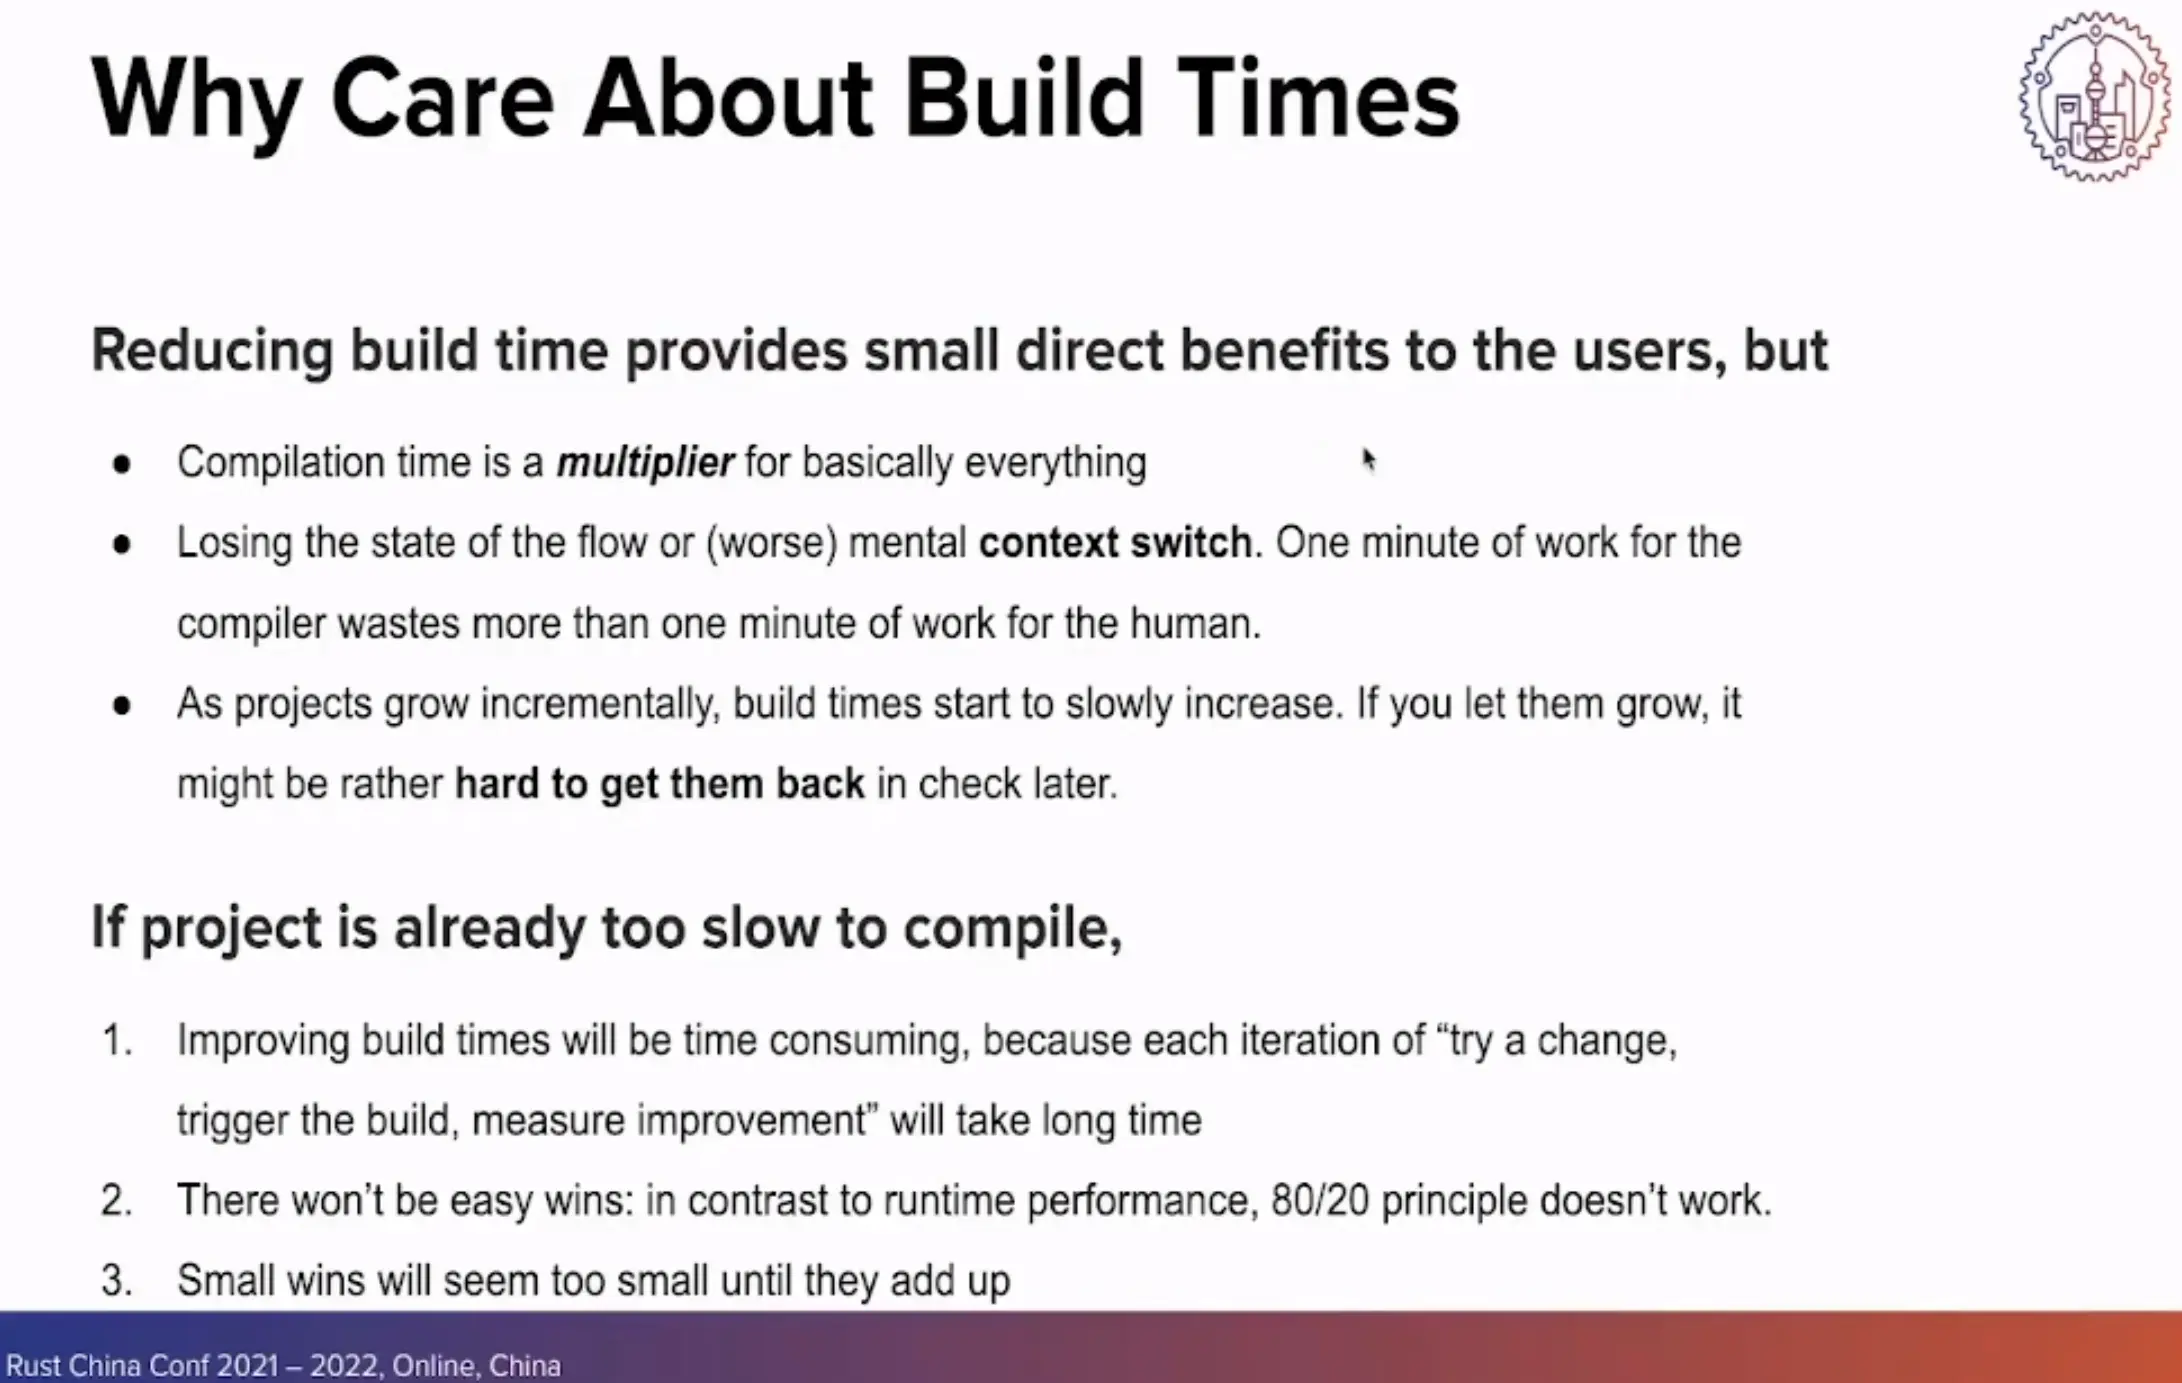 Why Care About Build Times
Reducing build time provides small direct benefits to the users, but
● Compilation time is a multiplier for basically everything
● Losing the state of the flow or (worse) mental context switch. One minute of work for the
compiler wastes more than one minute of work for the human.
● As projects grow incrementally, build times start to slowly increase. If you let them grow, it
might be rather hard to get them back in check later.
If project is already too slow to compile,
1. Improving build times will be time consuming, because each iteration of “try a change,
trigger the build, measure improvement” will take long time
2. There won’t be easy wins: in contrast to runtime performance, 80/20 principle doesn’t work.
3. Small wins will seem too small until they add up
Rust China Conf 2021 – 2022, Online, China